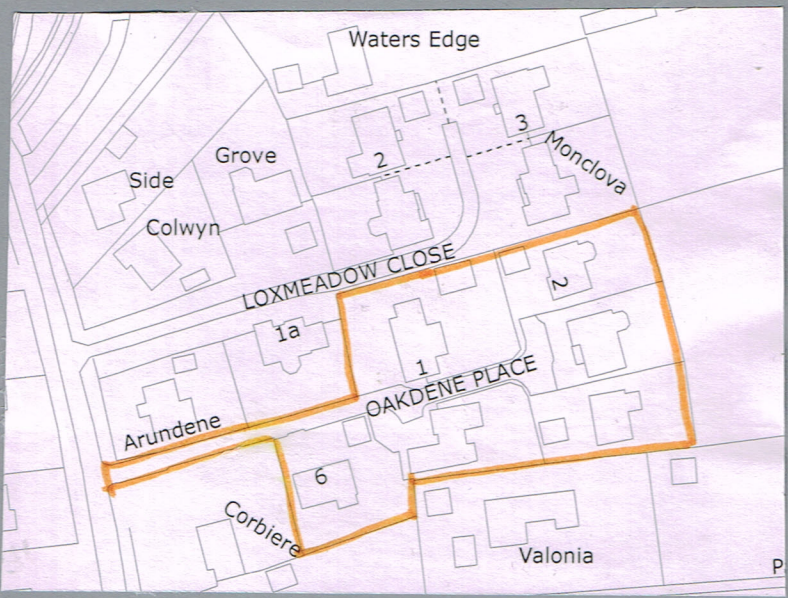 Waters Edge
3
Monclova
Grove
2
Side
Colwyn
LOXMEADOW CLOSE
2
1a
1
OAKDENE PLACE
Arundene
6
Corbiere
Valonia
P